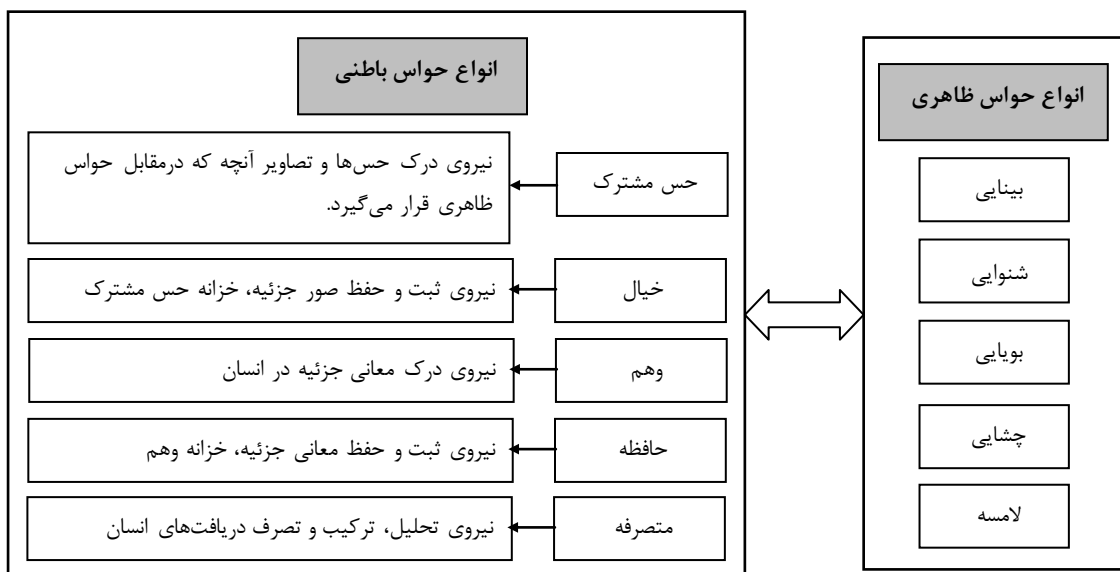 انواع حواس ظاهری
بینایی
شنوایی
بویایی
چشایی
لامسه
انواع حواس باطنی
حس مشترک
نیروی درک حس‌ها و تصاویر آنچه که درمقابل حواس
ظاهری قرار می‌گیرد.
خیال
نیروی ثبت و حفظ صور جزئیه، خزانه حس مشترک
وهم
نیروی درک معانی جزئیه در انسان
حافظه
نیروی ثبت و حفظ معانی جزئیه، خزانه وهم
متصرفه
نیروی تحلیل، ترکیب و تصرف دریافت‌های انسان